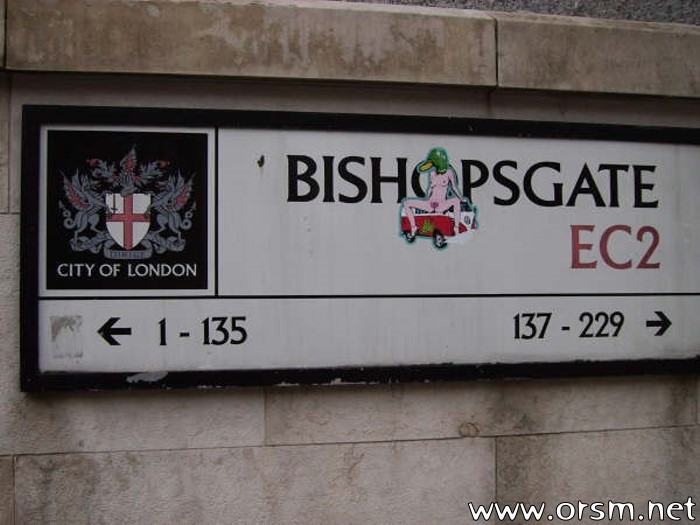 BISHOPSGATE
EC2
CITY OF LONDON
← 1 - 135
137 - 229 →
www.orsm.net